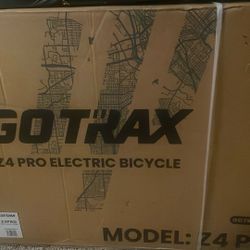 GOTRAX
Z4 PRO ELECTRIC BICYCLE
MODEL: Z4 P